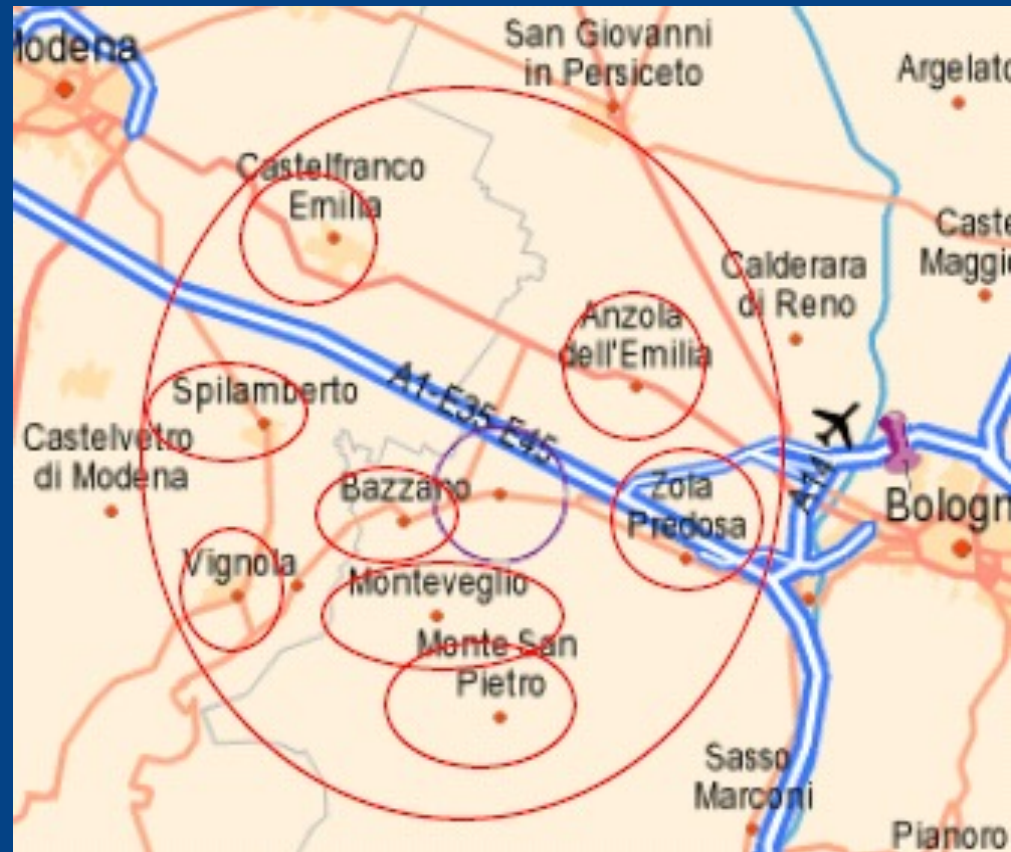 Modena
San Giovanni
in Persiceto
Argelato
Castelfranco
Emilia
Calderara
di Reno
Caste
Maggio
Anzola
dell'Emilia
A1-E35 E45
Spilamberto
Castelvetro
di Modena
Bazzano
Zola
Predosa
A14
Bologn
Vignola
Monteveglio
Monte San
Pietro
Sasso
Marconi
Pianoro